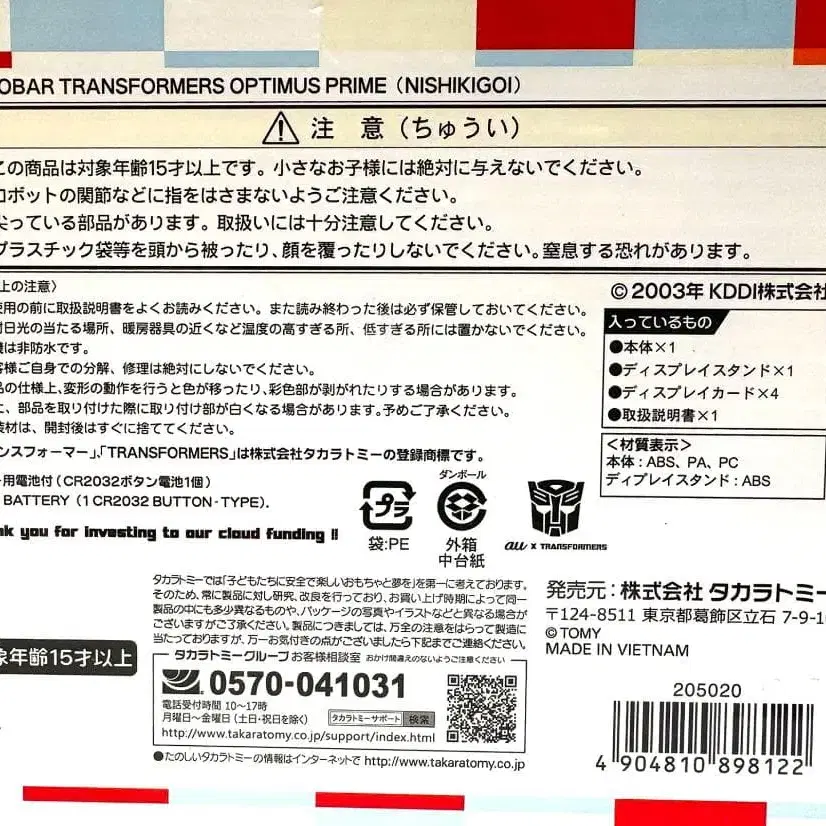 OBAR TRANSFORMERS OPTIMUS PRIME（NISHIKIGOI）
注 意（ちゅうい）
この商品は対象年齢15才以上です。小さなお子様には絶対に与えないでください。
ロボットの関節などに指をはさまないようご注意ください。
尖っている部品があります。取扱いには十分注意してください。
プラスチック袋等を頭から被ったり、顔を覆ったりしないでください。窒息する恐れがあります。
上の注意〉
使用の前に取扱説明書をよくお読みください。また読み終わった後は必ず保管しておいてください。
射日光の当たる場所、暖房器具の近くなど温度の高すぎる所、低すぎる所には置かないでください。
機は非防水です。
客様ご自身での分解、修理は絶対にしないでください。
品の仕様上、変形の動作を行うと色が移ったり、彩色部が剥がれたりする場合があります。
た、部品を取り付けた際に取り付け部が白くなる場合があります。予めご了承ください。
装材は、開封後はすぐに捨ててください。
ンスフォーマー」、「TRANSFORMERS」は株式会社タカラトミーの登録商標です。
用電池付（CR2032ボタン電池1個）
BATTERY（1 CR2032 BUTTON-TYPE）.
nk you for investing to our cloud funding !!
© 2003年 KDDI株式会社
入っているもの
●本体×1
●ディスプレイスタンド×1
●ディスプレイカード×4
●取扱説明書×1
＜材質表示＞
本体：ABS、PA、PC
ディプレイスタンド：ABS
プラ
袋:PE
ダンボール
外箱
中台紙
au X TRANSFORMERS
タカラトミーでは「子どもたちに安全で楽しいおもちゃと夢を」を第一に考えております。
そのため、常に製品に対し研究、改良を行っており、お買い上げ時期によって同一
製品の中にも多少異なるものや、パッケージの写真やイラストなどと異なる場合が
ございますがご了承ください。製品につきましては、万全の注意をはらって製造に
当たっておりますが、万一お気付きの点がございましたら下記までご連絡ください。
タカラトミーグループお客様相談室 おかけ間違えのないようご注意ください
0570-041031
電話受付時間 10〜17時
月曜日〜金曜日（土・日・祝日を除く）
タカラトミーサポート 検索
http://www.takaratomy.co.jp/support/index.html
●たのしいタカラトミーの情報はインターネットで http://www.takaratomy.co.jp
象年齢15才以上
発売元：株式会社 タカラトミー
〒124-8511 東京都葛飾区立石 7-9-10
© TOMY
MADE IN VIETNAM
205020
4 904810 898122